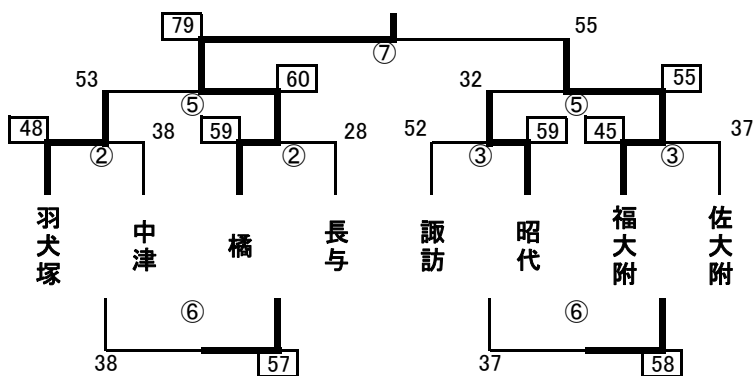 79 55
⑦
53 60 32 55
⑤ ⑤
48 38 59 28 52 59 45 37
② ② ③ ③
羽犬塚
中津
橘
長与
諏訪
昭代
福大附
佐大附
⑥ ⑥
38 57 37 58